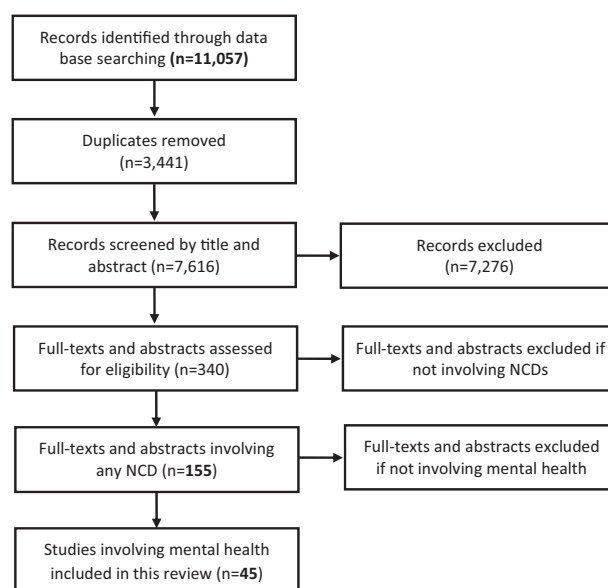 Records identified through data
base searching (n=11,057)
Duplicates removed
(n=3,441)
Records screened by title and
abstract (n=7,616)
Records excluded
(n=7,276)
Full-texts and abstracts assessed
for eligibility (n=340)
Full-texts and abstracts excluded if
not involving NCDs
Full-texts and abstracts involving
any NCD (n=155)
Full-texts and abstracts excluded
if not involving mental health
Studies involving mental health
included in this review (n=45)